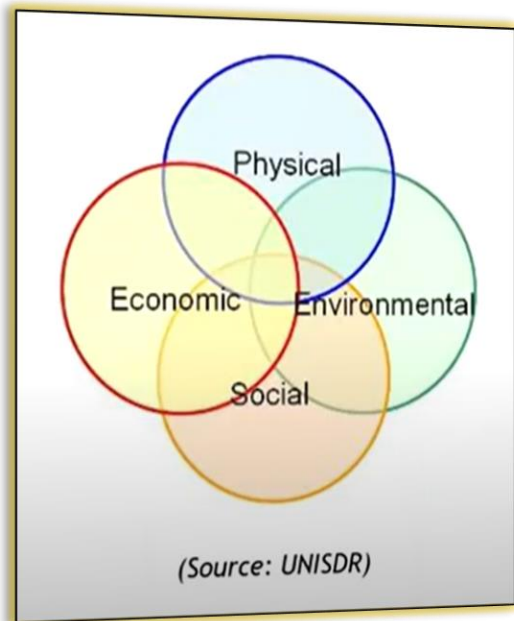 Physical
Economic
Environmental
Social
(Source: UNISDR)